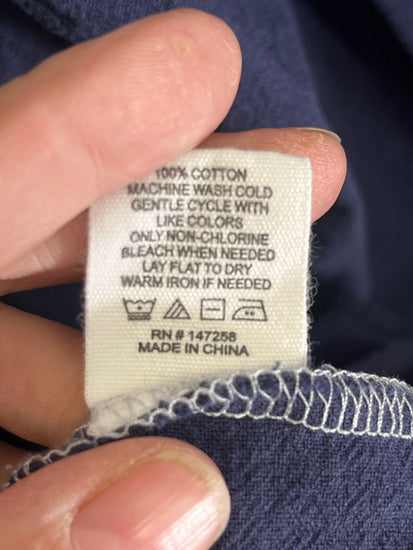 100% COTTON
MACHINE WASH COLD
GENTLE CYCLE WITH
LIKE COLORS
ONLY NON-CHLORINE
BLEACH WHEN NEEDED
LAY FLAT TO DRY
WARM IRON IF NEEDED
RN # 147258
MADE IN CHINA